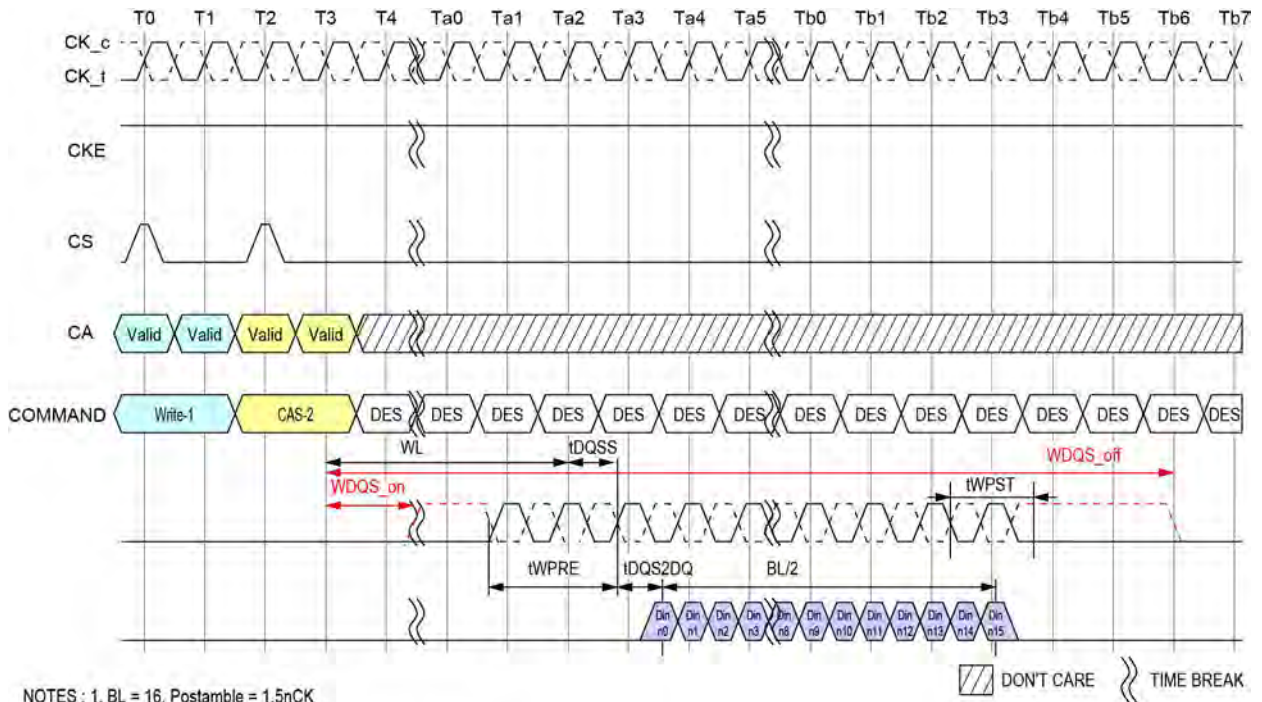 T0 T1 T2 T3 T4 Ta0 Ta1 Ta2 Ta3 Ta4 Ta5 Tb0 Tb1 Tb2 Tb3 Tb4 Tb5 Tb6 Tb7
CK_c
CK_t
CKE
CS
CA Valid Valid Valid Valid
COMMAND Write-1 CAS-2 DES DES DES DES DES DES DES DES DES DES DES DES DES DES DES
WL tDQSS WDQS_off
WDQS_on tWPST
tWPRE tDQS2DQ BL/2
Din Din Din Din Din Din Din Din Din Din Din Din
n0 n1 n2 n3 n8 n9 n10 n11 n12 n13 n14 n15
DON'T CARE TIME BREAK
NOTES : 1. BL = 16, Postamble = 1.5nCK